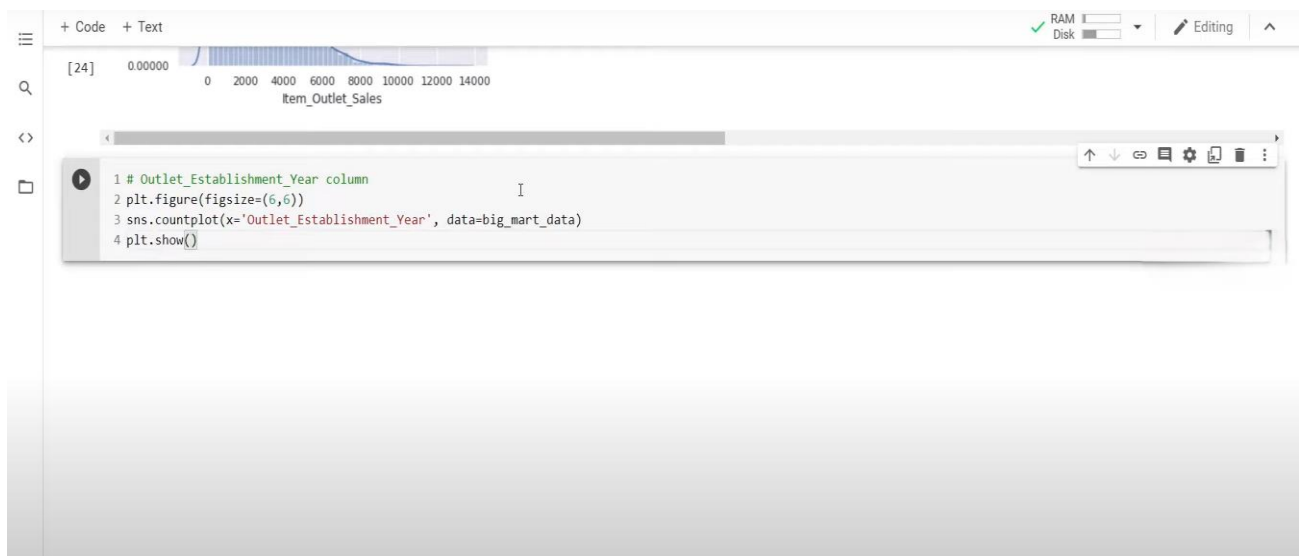 + Code + Text
RAM
Disk
Editing
[24]
0.00000
0 2000 4000 6000 8000 10000 12000 14000
Item_Outlet_Sales
1 # Outlet_Establishment_Year column
2 plt.figure(figsize=(6,6))
3 sns.countplot(x='Outlet_Establishment_Year', data=big_mart_data)
4 plt.show()